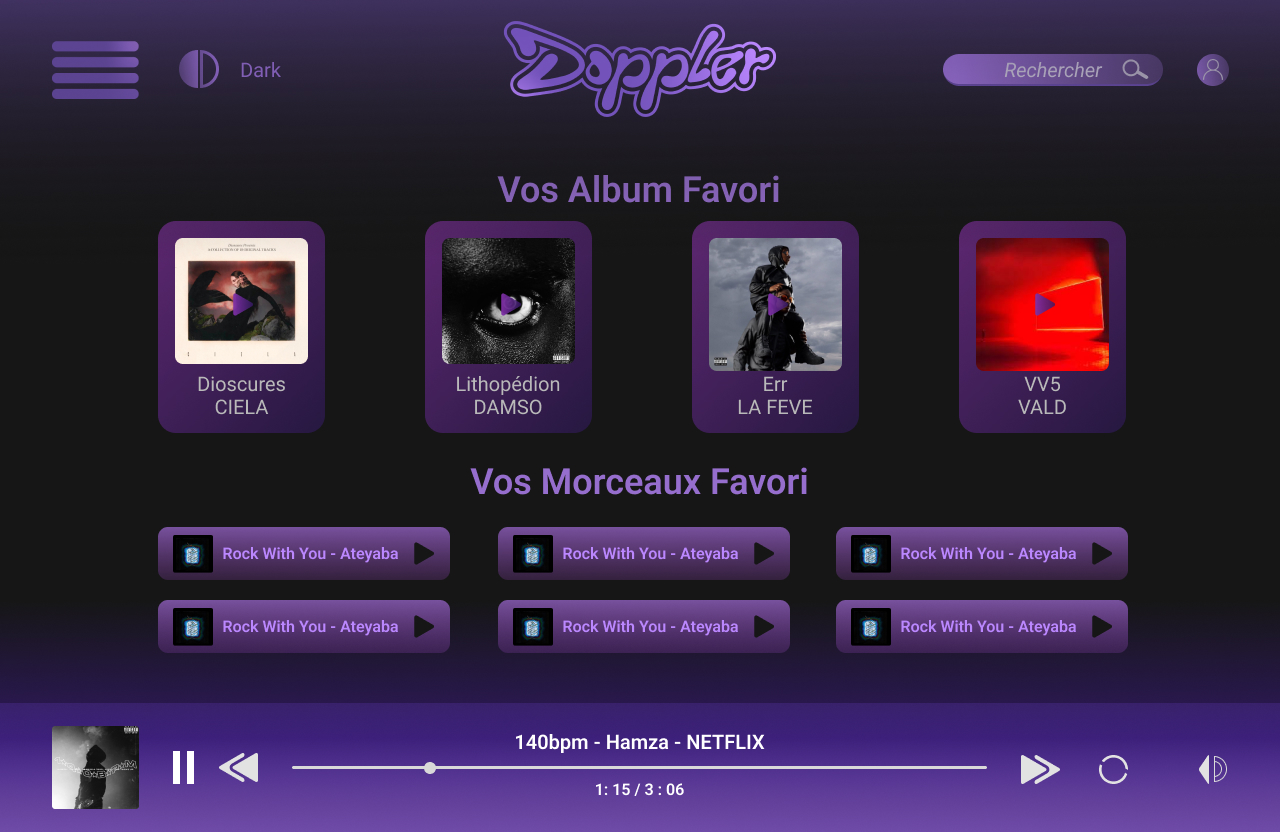 Dark
Doppler
Rechercher
Vos Album Favori
Dioscures
CIELA
Lithopédion
DAMSO
Err
LA FEVE
VV5
VALD
Vos Morceaux Favori
Rock With You - Ateyaba
Rock With You - Ateyaba
Rock With You - Ateyaba
Rock With You - Ateyaba
Rock With You - Ateyaba
Rock With You - Ateyaba
140bpm - Hamza - NETFLIX
1: 15 / 3 : 06